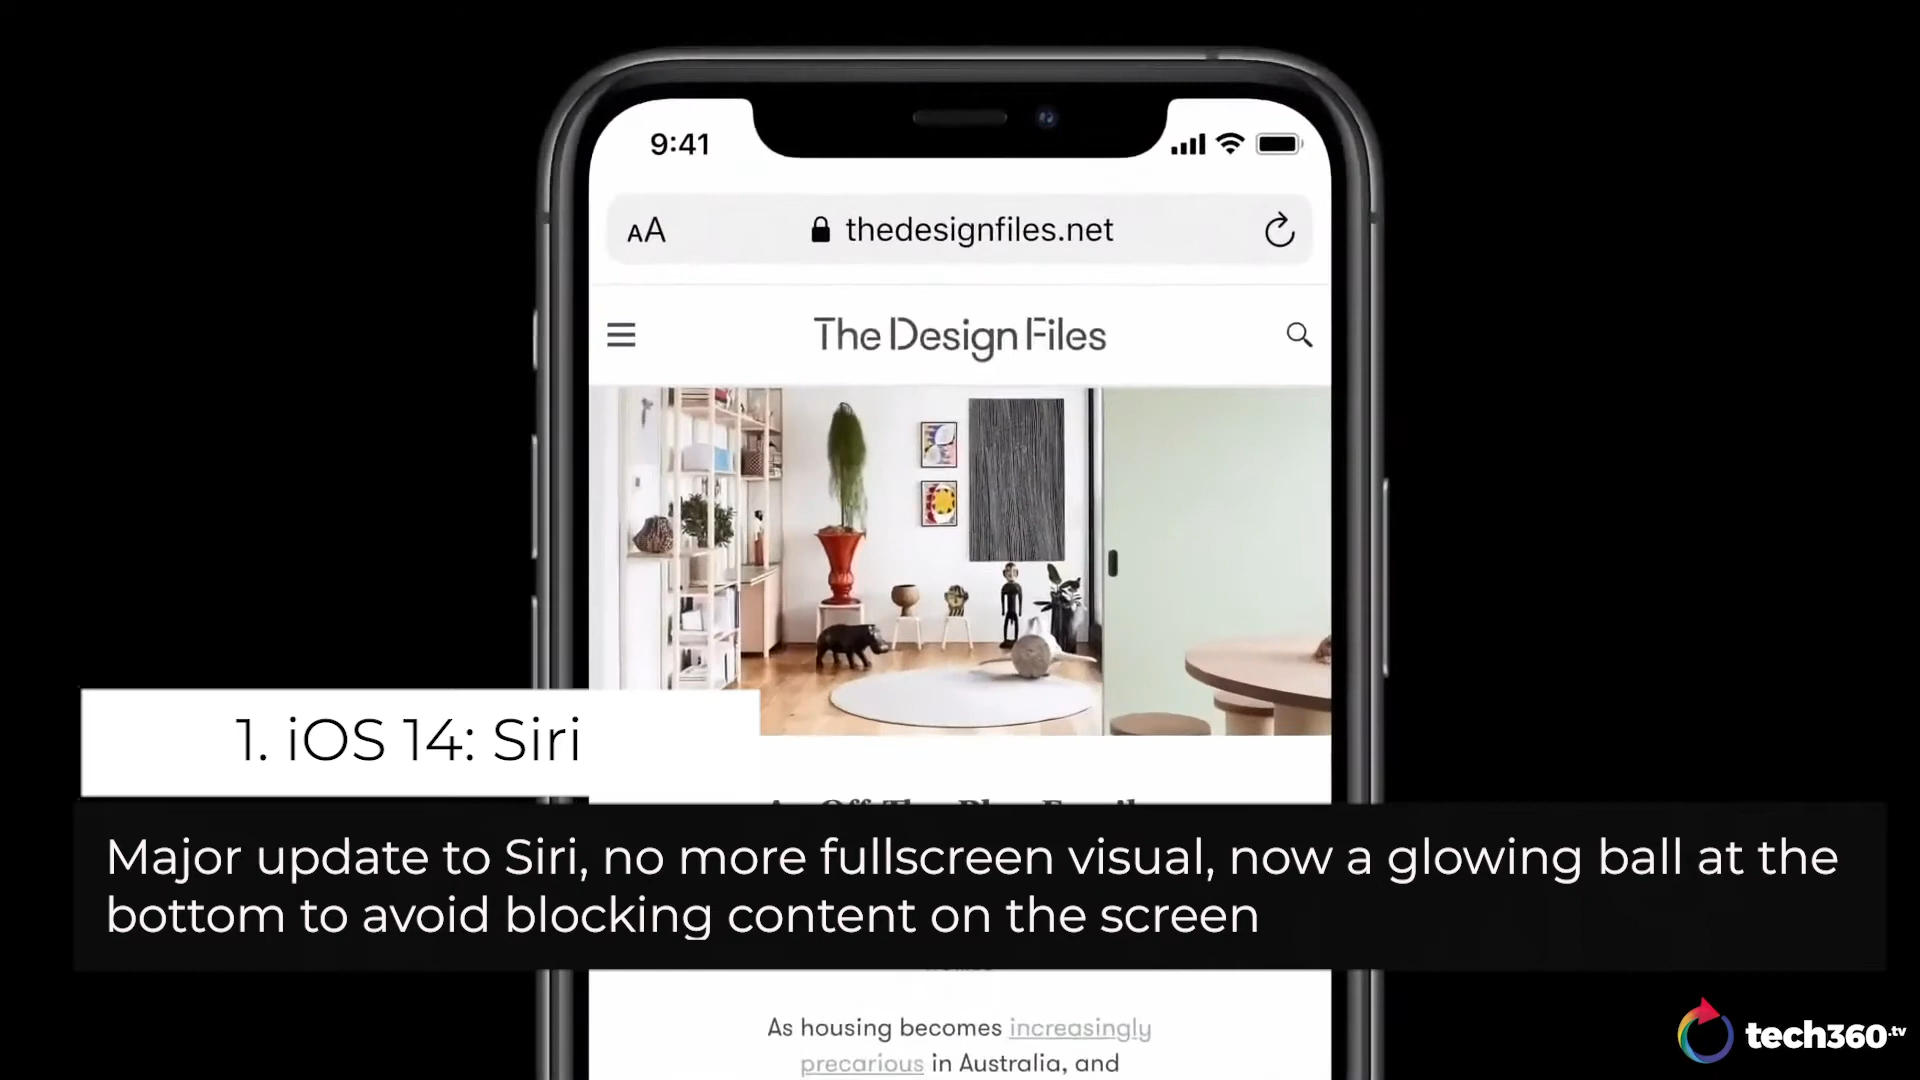 9:41
AA
thedesignfiles.net
The Design Files
1. iOS 14: Siri
Major update to Siri, no more fullscreen visual, now a glowing ball at the
bottom to avoid blocking content on the screen
As housing becomes increasingly
precarious in Australia, and
tech360.tv